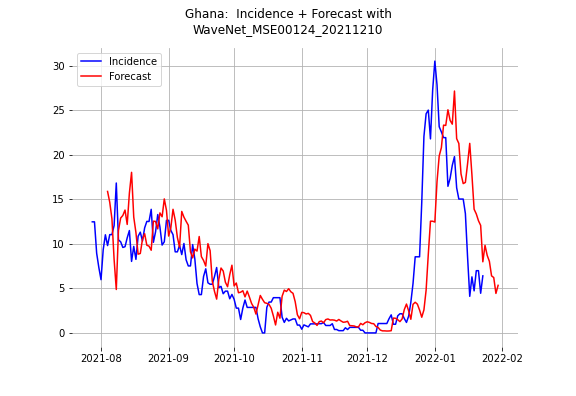 Ghana:  Incidence + Forecast with
WaveNet_MSE00124_20211210
Incidence
Forecast
30
25
20
15
10
5
0
2021-08 2021-09 2021-10 2021-11 2021-12 2022-01 2022-02